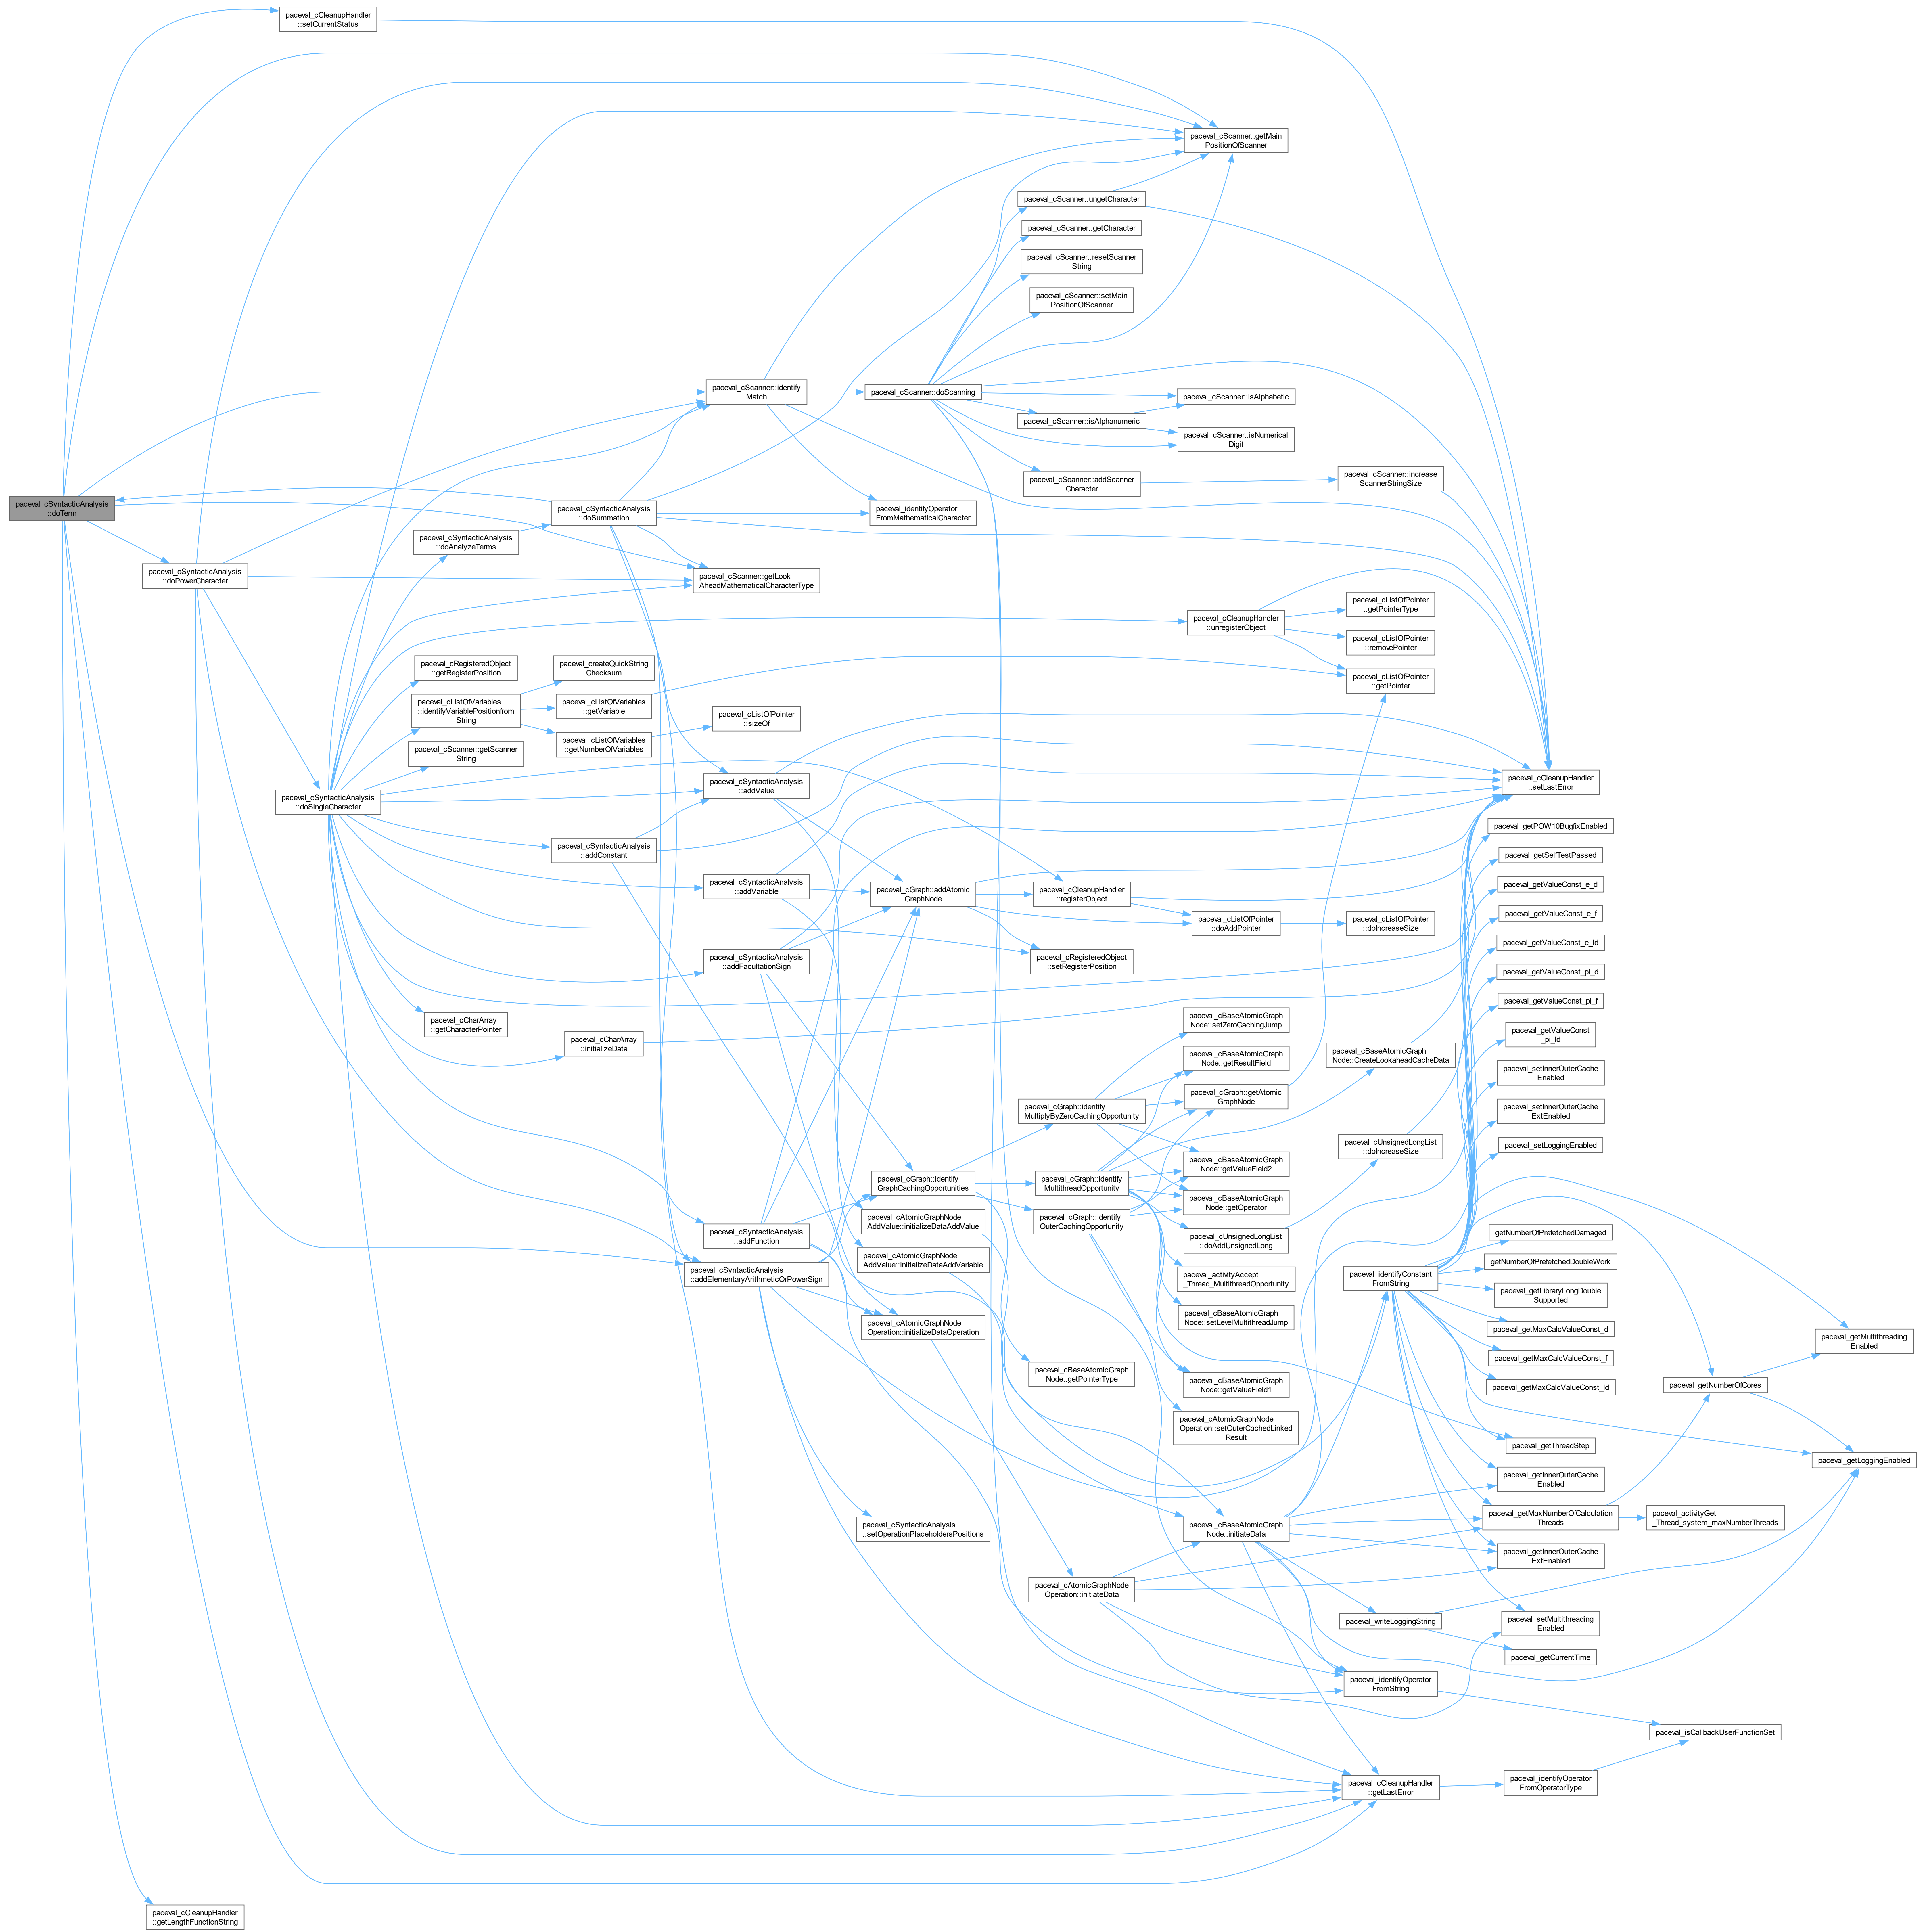 paceval_cCleanupHandler
::setCurrentStatus
paceval_cScanner::getMain
PositionOfScanner
paceval_cScanner::ungetCharacter
paceval_cScanner::getCharacter
paceval_cScanner::resetScanner
String
paceval_cScanner::setMain
PositionOfScanner
paceval_cScanner::identify
Match
paceval_cScanner::doScanning
paceval_cScanner::isAlphabetic
paceval_cScanner::isAlphanumeric
paceval_cScanner::isNumerical
Digit
paceval_cScanner::addScanner
Character
paceval_cScanner::increase
ScannerStringSize
paceval_cSyntacticAnalysis
::doTerm
paceval_cSyntacticAnalysis
::doSummation
paceval_identifyOperator
FromMathematicalCharacter
paceval_cSyntacticAnalysis
::doAnalyzeTerms
paceval_cSyntacticAnalysis
::doPowerCharacter
paceval_cScanner::getLook
AheadMathematicalCharacterType
paceval_cCleanupHandler
::unregisterObject
paceval_cListOfPointer
::getPointerType
paceval_cListOfPointer
::removePointer
paceval_cListOfPointer
::getPointer
paceval_cRegisteredObject
::getRegisterPosition
paceval_createQuickString
Checksum
paceval_cListOfVariables
::identifyVariablePositionfrom
String
paceval_cListOfVariables
::getVariable
paceval_cListOfVariables
::getNumberOfVariables
paceval_cListOfPointer
::sizeOf
paceval_cScanner::getScanner
String
paceval_cSyntacticAnalysis
::doSingleCharacter
paceval_cSyntacticAnalysis
::addValue
paceval_cCleanupHandler
::setLastError
paceval_cSyntacticAnalysis
::addConstant
paceval_cSyntacticAnalysis
::addVariable
paceval_cGraph::addAtomic
GraphNode
paceval_cCleanupHandler
::registerObject
paceval_cListOfPointer
::doAddPointer
paceval_cListOfPointer
::doIncreaseSize
paceval_cSyntacticAnalysis
::addFacultationSign
paceval_cRegisteredObject
::setRegisterPosition
paceval_getPOW10BugfixEnabled
paceval_getSelfTestPassed
paceval_getValueConst_e_d
paceval_getValueConst_e_f
paceval_getValueConst_e_ld
paceval_getValueConst_pi_d
paceval_getValueConst_pi_f
paceval_getValueConst
_pi_ld
paceval_cCharArray
::getCharacterPointer
paceval_cCharArray
::initializeData
paceval_cBaseAtomicGraph
Node::setZeroCachingJump
paceval_cBaseAtomicGraph
Node::getResultField
paceval_cBaseAtomicGraph
Node::CreateLookaheadCacheData
paceval_setInnerOuterCache
Enabled
paceval_setInnerOuterCache
ExtEnabled
paceval_setLoggingEnabled
paceval_cGraph::identify
MultiplyByZeroCachingOpportunity
paceval_cGraph::getAtomic
GraphNode
paceval_cUnsignedLongList
::doIncreaseSize
paceval_cGraph::identify
GraphCachingOpportunities
paceval_cGraph::identify
MultithreadOpportunity
paceval_cBaseAtomicGraph
Node::getValueField2
paceval_cBaseAtomicGraph
Node::getOperator
paceval_cGraph::identify
OuterCachingOpportunity
paceval_cUnsignedLongList
::doAddUnsignedLong
paceval_activityAccept
_Thread_MultithreadOpportunity
paceval_cBaseAtomicGraph
Node::setLevelMultithreadJump
paceval_cBaseAtomicGraph
Node::getValueField1
paceval_cAtomicGraphNode
Operation::setOuterCachedLinked
Result
paceval_cSyntacticAnalysis
::addFunction
paceval_cAtomicGraphNode
AddValue::initializeDataAddValue
paceval_cAtomicGraphNode
AddValue::initializeDataAddVariable
paceval_cSyntacticAnalysis
::addElementaryArithmeticOrPowerSign
paceval_cAtomicGraphNode
Operation::initializeDataOperation
paceval_cBaseAtomicGraph
Node::getPointerType
paceval_identifyConstant
FromString
getNumberOfPrefetchedDamaged
getNumberOfPrefetchedDoubleWork
paceval_getLibraryLongDouble
Supported
paceval_getMaxCalcValueConst_d
paceval_getMaxCalcValueConst_f
paceval_getMaxCalcValueConst_ld
paceval_getNumberOfCores
paceval_getMultithreading
Enabled
paceval_getLoggingEnabled
paceval_getThreadStep
paceval_getInnerOuterCache
Enabled
paceval_getMaxNumberOfCalculation
Threads
paceval_activityGet
_Thread_system_maxNumberThreads
paceval_getInnerOuterCache
ExtEnabled
paceval_cSyntacticAnalysis
::setOperationPlaceholdersPositions
paceval_cBaseAtomicGraph
Node::initiateData
paceval_cAtomicGraphNode
Operation::initiateData
paceval_writeLoggingString
paceval_setMultithreading
Enabled
paceval_getCurrentTime
paceval_identifyOperator
FromString
paceval_isCallbackUserFunctionSet
paceval_cCleanupHandler
::getLastError
paceval_identifyOperator
FromOperatorType
paceval_cCleanupHandler
::getLengthFunctionString